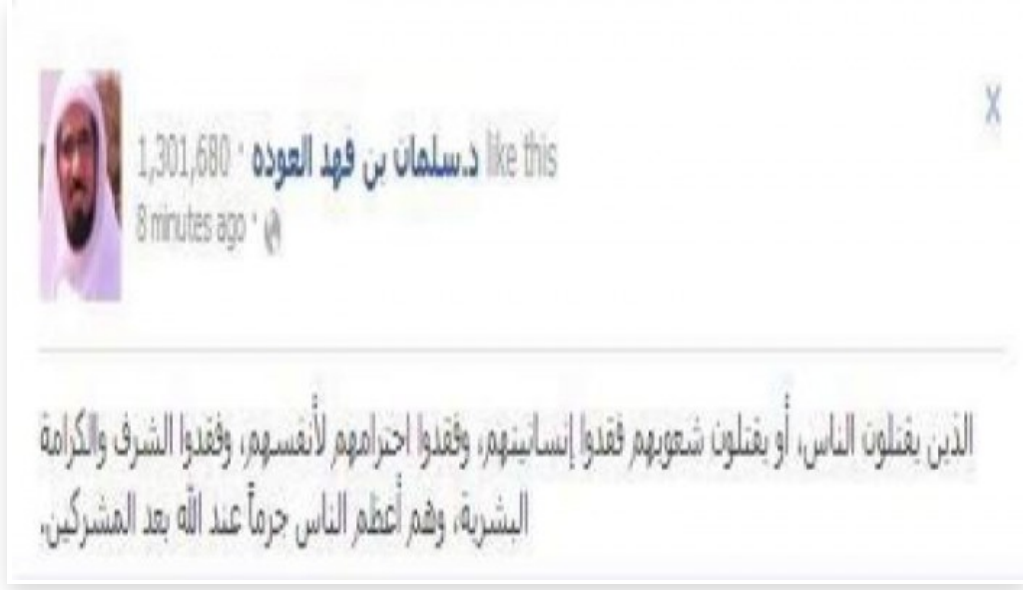 1,301,680 · د.سلمان بن فهد العوده like this
8 minutes ago ·
X
الذين يقتلون الناس، أو يقتلون شعوبهم فقدوا إنسانيتهم، وفقدوا احترامهم لأنفسهم، وفقدوا الشرف والكرامة
البشرية، وهم أعظم الناس جرماً عند الله بعد المشركين.